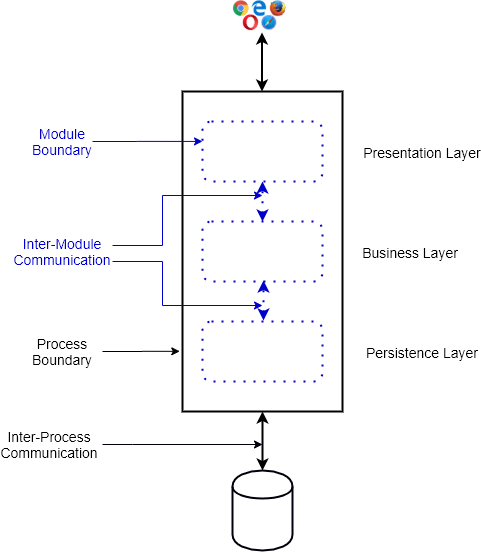 Module
Boundary
Presentation Layer
Inter-Module
Communication
Business Layer
Process
Boundary
Persistence Layer
Inter-Process
Communication